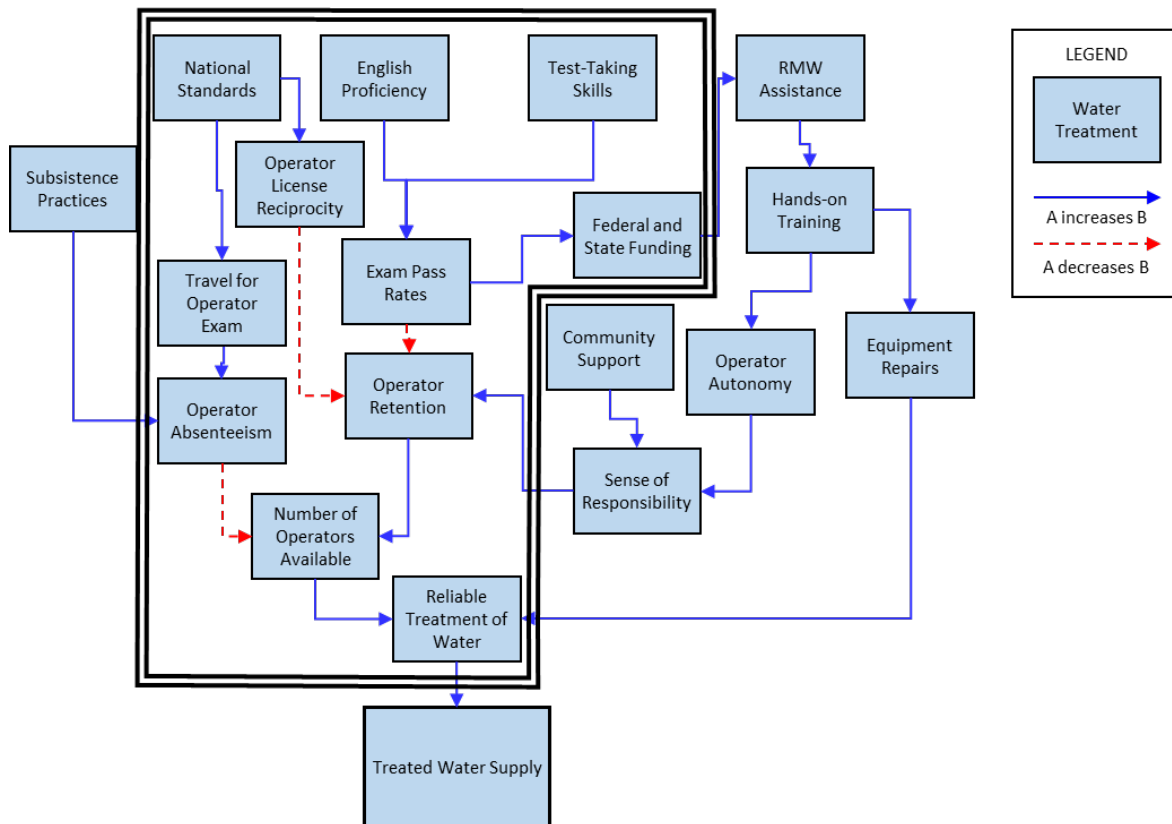 National
Standards
English
Proficiency
Test-Taking
Skills
RMW
Assistance
LEGEND
Water
Treatment
A increases B
A decreases B
Subsistence
Practices
Operator
License
Reciprocity
Hands-on
Training
Federal and
State Funding
Exam Pass
Rates
Travel for
Operator
Exam
Community
Support
Operator
Autonomy
Equipment
Repairs
Operator
Retention
Operator
Absenteeism
Sense of
Responsibility
Number of
Operators
Available
Reliable
Treatment of
Water
Treated Water Supply